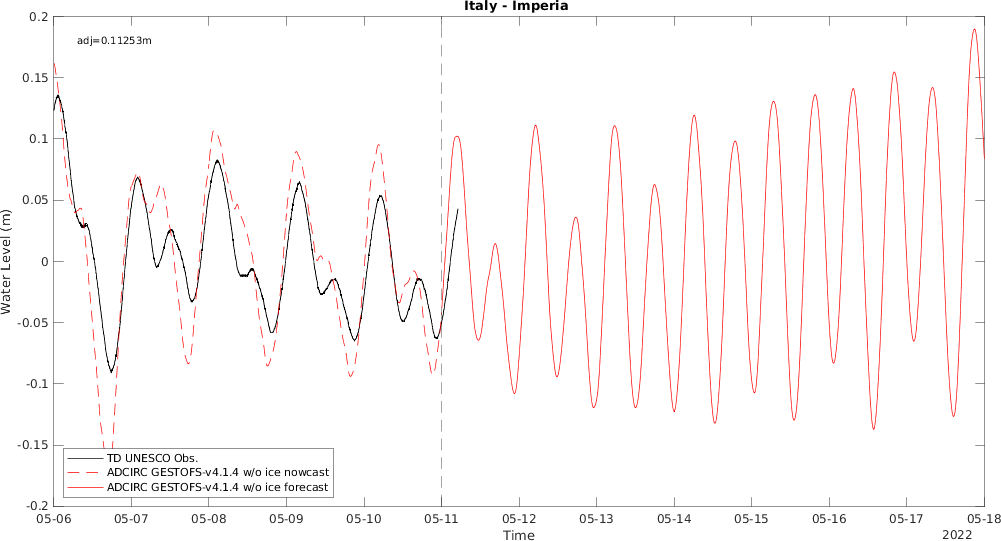 Italy - Imperia
adj=0.11253m
0.2
0.15
0.1
0.05
0
-0.05
-0.1
-0.15
-0.2
Water Level (m)
TD UNESCO Obs.
ADCIRC GESTOFS-v4.1.4 w/o ice nowcast
ADCIRC GESTOFS-v4.1.4 w/o ice forecast
05-06 05-07 05-08 05-09 05-10 05-11 05-12 05-13 05-14 05-15 05-16 05-17 05-18
Time
2022